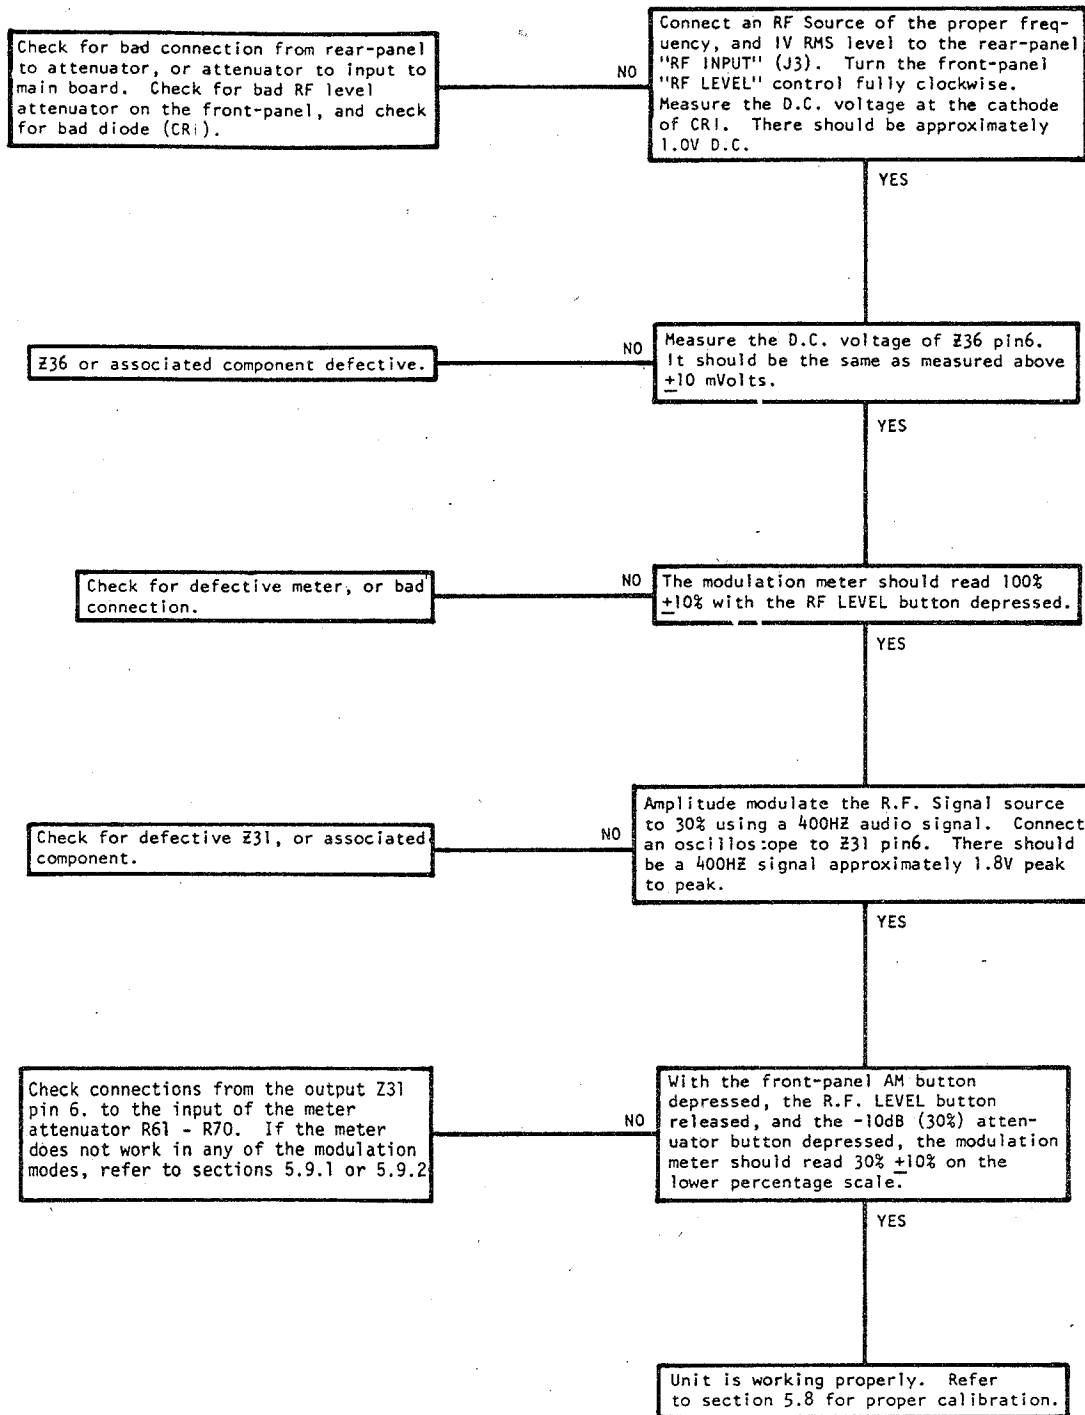 Connect an RF Source of the proper freq-
uency, and 1V RMS level to the rear-panel
"RF INPUT" (J3). Turn the front-panel
"RF LEVEL" control fully clockwise.
Measure the D.C. voltage at the cathode
of CR1. There should be approximately
1.0V D.C.
NO
Check for bad connection from rear-panel
to attenuator, or attenuator to input to
main board. Check for bad RF level
attenuator on the front-panel, and check
for bad diode (CR1).
YES
Measure the D.C. voltage of Z36 pin6.
It should be the same as measured above
±10 mVolts.
NO
Z36 or associated component defective.
YES
The modulation meter should read 100%
±10% with the RF LEVEL button depressed.
NO
Check for defective meter, or bad
connection.
YES
Amplitude modulate the R.F. Signal source
to 30% using a 400HZ audio signal. Connect
an oscilloscope to Z31 pin6. There should
be a 400HZ signal approximately 1.8V peak
to peak.
NO
Check for defective Z31, or associated
component.
YES
With the front-panel AM button
depressed, the R.F. LEVEL button
released, and the -10dB (30%) atten-
uator button depressed, the modulation
meter should read 30% ±10% on the
lower percentage scale.
NO
Check connections from the output Z31
pin 6. to the input of the meter
attenuator R61 - R70. If the meter
does not work in any of the modulation
modes, refer to sections 5.9.1 or 5.9.2
YES
Unit is working properly. Refer
to section 5.8 for proper calibration.